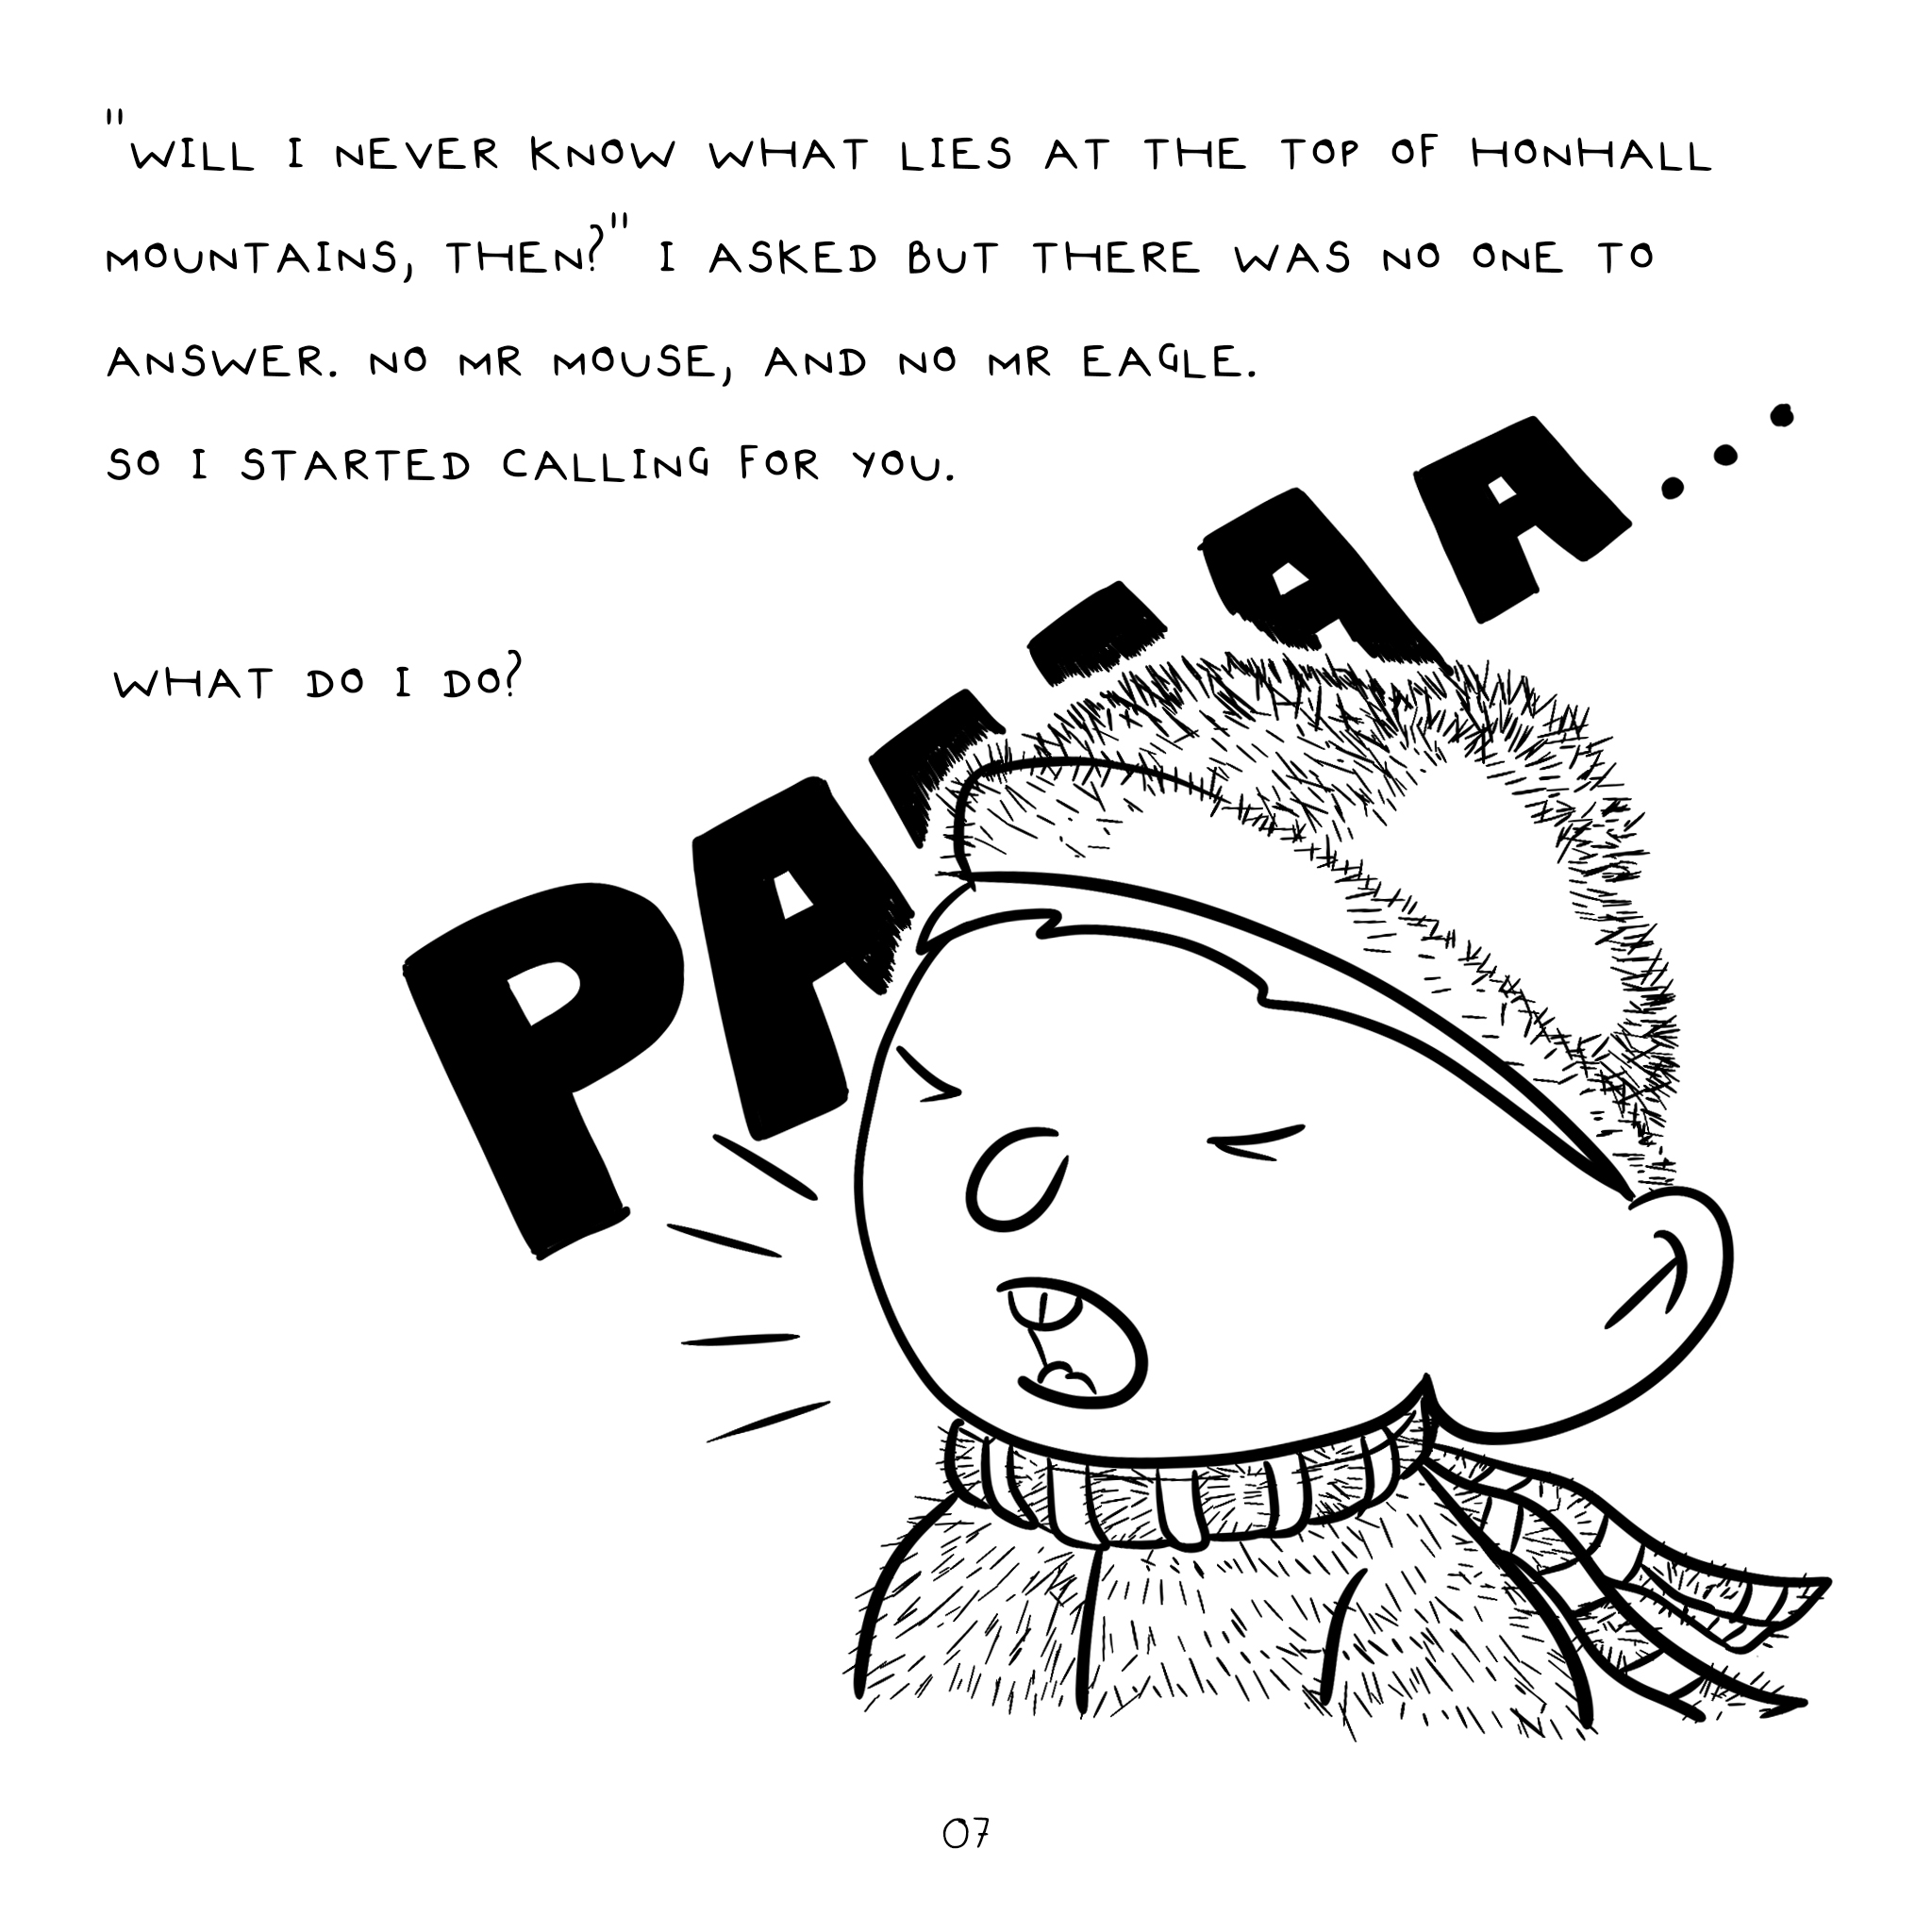 "WILL I NEVER KNOW WHAT LIES AT THE TOP OF HONHALL
MOUNTAINS, THEN?" I ASKED BUT THERE WAS NO ONE TO
ANSWER. NO MR MOUSE, AND NO MR EAGLE.
SO I STARTED CALLING FOR YOU.
WHAT DO I DO?
PAPAAA...
07